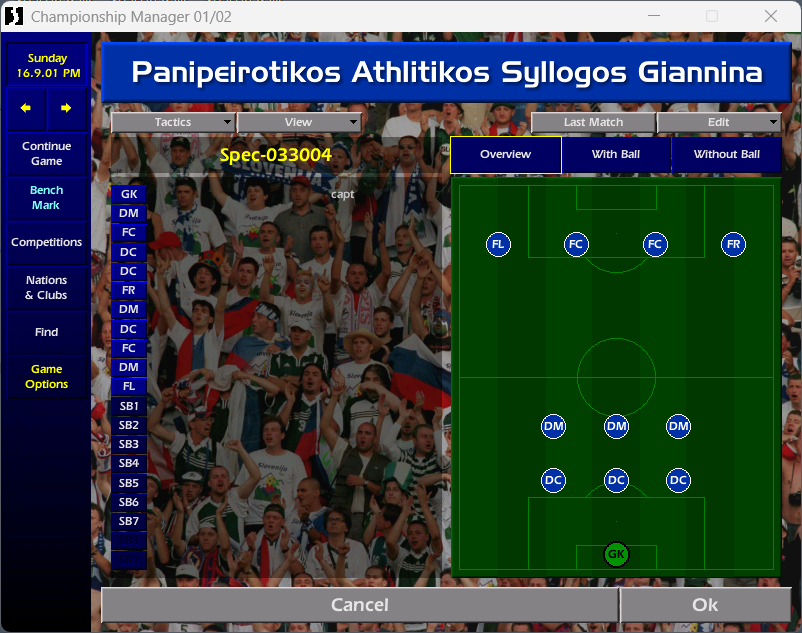 Championship Manager 01/02
Sunday
16.9.01 PM
Panipeirotikos Athlitikos Syllogos Giannina
Continue
Game
Bench
Mark
Competitions
Nations
& Clubs
Find
Game
Options
Tactics
View
Last Match
Edit
Spec-033004
Overview
With Ball
Without Ball
GK
capt
DM
FC
DC
DC
FR
DM
DC
FC
DM
FL
SB1
SB2
SB3
SB4
SB5
SB6
SB7
FL FC FC FR
DM DM DM
DC DC DC
GK
Slovenija
Cancel
Ok